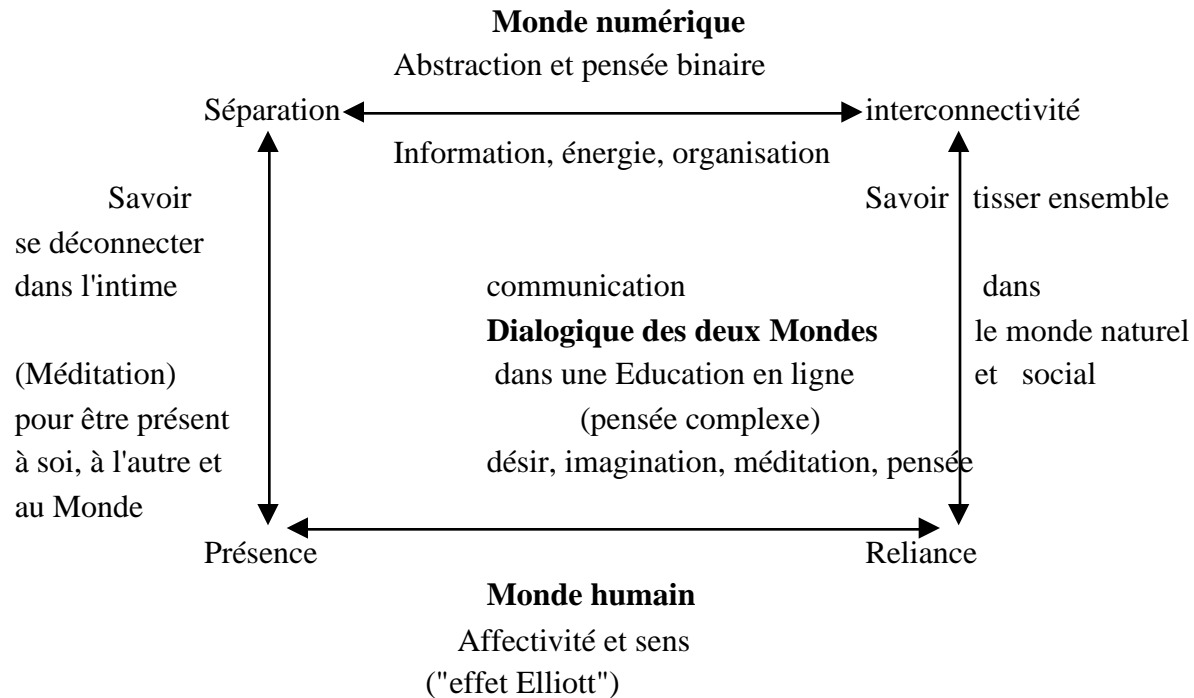 Monde numérique
Abstraction et pensée binaire
Séparation interconnectivité
Information, énergie, organisation
Savoir Savoir tisser ensemble
se déconnecter
dans l'intime communication dans
Dialogique des deux Mondes le monde naturel
(Méditation) dans une Education en ligne et social
pour être présent (pensée complexe)
à soi, à l'autre et désir, imagination, méditation, pensée
au Monde
Présence Reliance
Monde humain
Affectivité et sens
("effet Elliott")